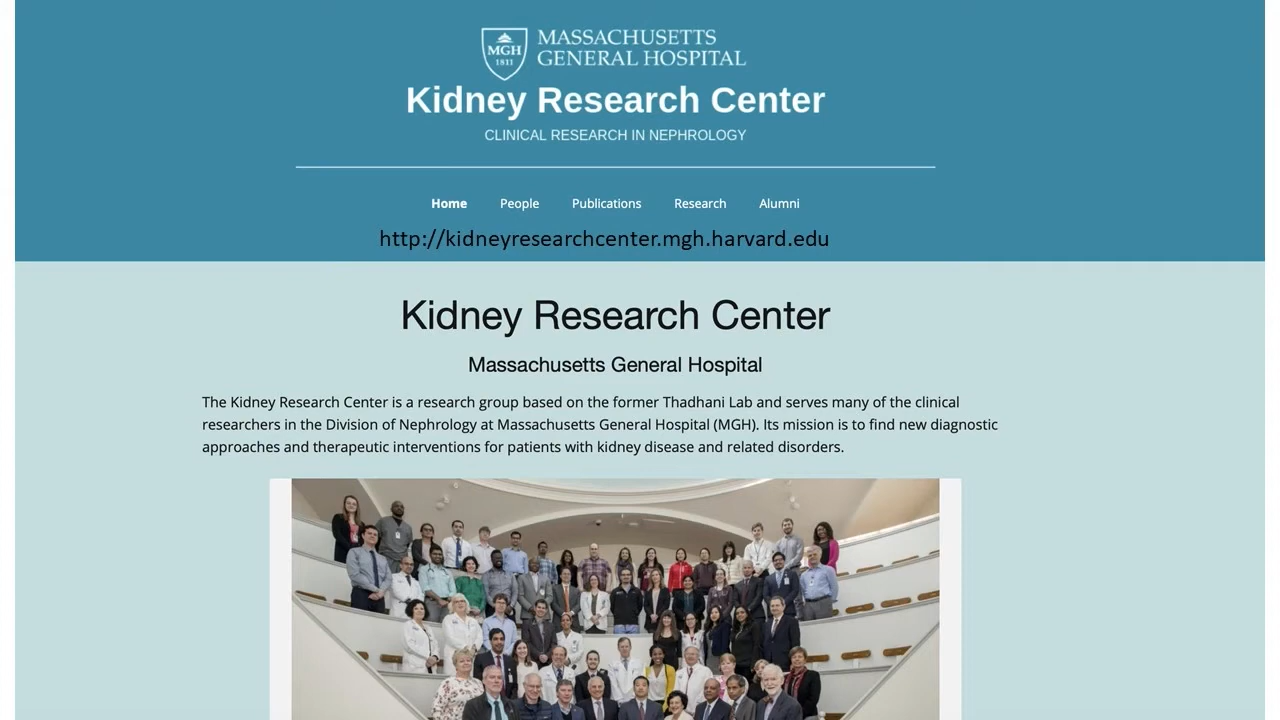 MGH
1811
MASSACHUSETTS
GENERAL HOSPITAL
Kidney Research Center
CLINICAL RESEARCH IN NEPHROLOGY
Home People Publications Research Alumni
http://kidneyresearchcenter.mgh.harvard.edu
Kidney Research Center
Massachusetts General Hospital
The Kidney Research Center is a research group based on the former Thadhani Lab and serves many of the clinical
researchers in the Division of Nephrology at Massachusetts General Hospital (MGH). Its mission is to find new diagnostic
approaches and therapeutic interventions for patients with kidney disease and related disorders.